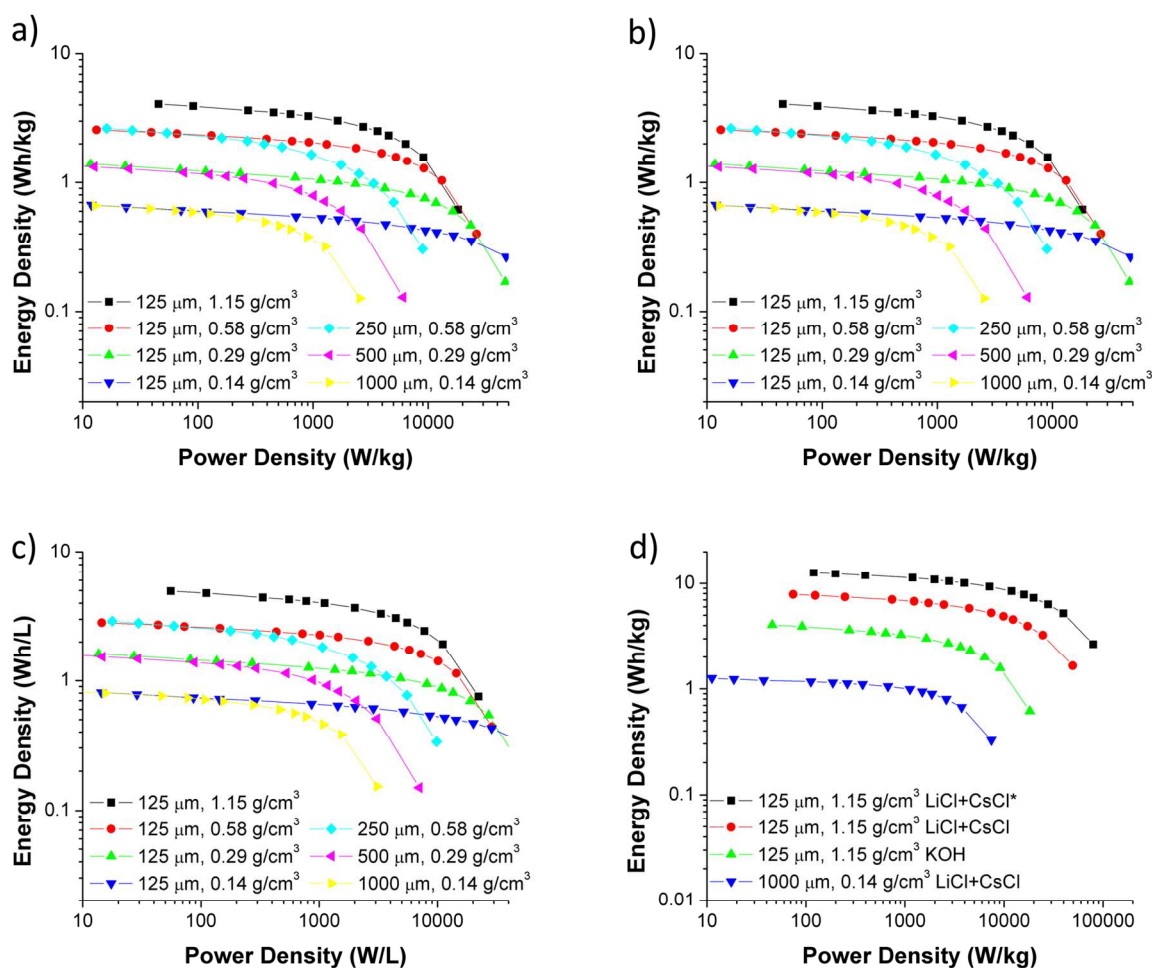 a)
10
1
0.1
Energy Density (Wh/kg)
125 μm, 1.15 g/cm³
125 μm, 0.58 g/cm³
125 μm, 0.29 g/cm³
125 μm, 0.14 g/cm³
250 μm, 0.58 g/cm³
500 μm, 0.29 g/cm³
1000 μm, 0.14 g/cm³
10 100 1000 10000
Power Density (W/kg)
b)
10
1
0.1
Energy Density (Wh/kg)
125 μm, 1.15 g/cm³
125 μm, 0.58 g/cm³
125 μm, 0.29 g/cm³
125 μm, 0.14 g/cm³
250 μm, 0.58 g/cm³
500 μm, 0.29 g/cm³
1000 μm, 0.14 g/cm³
10 100 1000 10000
Power Density (W/kg)
c)
10
1
0.1
Energy Density (Wh/L)
125 μm, 1.15 g/cm³
125 μm, 0.58 g/cm³
125 μm, 0.29 g/cm³
125 μm, 0.14 g/cm³
250 μm, 0.58 g/cm³
500 μm, 0.29 g/cm³
1000 μm, 0.14 g/cm³
10 100 1000 10000
Power Density (W/L)
d)
10
1
0.1
0.01
Energy Density (Wh/kg)
125 μm, 1.15 g/cm³ LiCl+CsCl*
125 μm, 1.15 g/cm³ LiCl+CsCl
125 μm, 1.15 g/cm³ KOH
1000 μm, 0.14 g/cm³ LiCl+CsCl
10 100 1000 10000 100000
Power Density (W/kg)